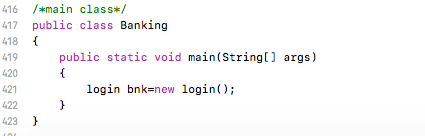 416 /*main class*/
417 public class Banking
418 {
419     public static void main(String[] args)
420     {
421         login bnk=new login();
422     }
423 }